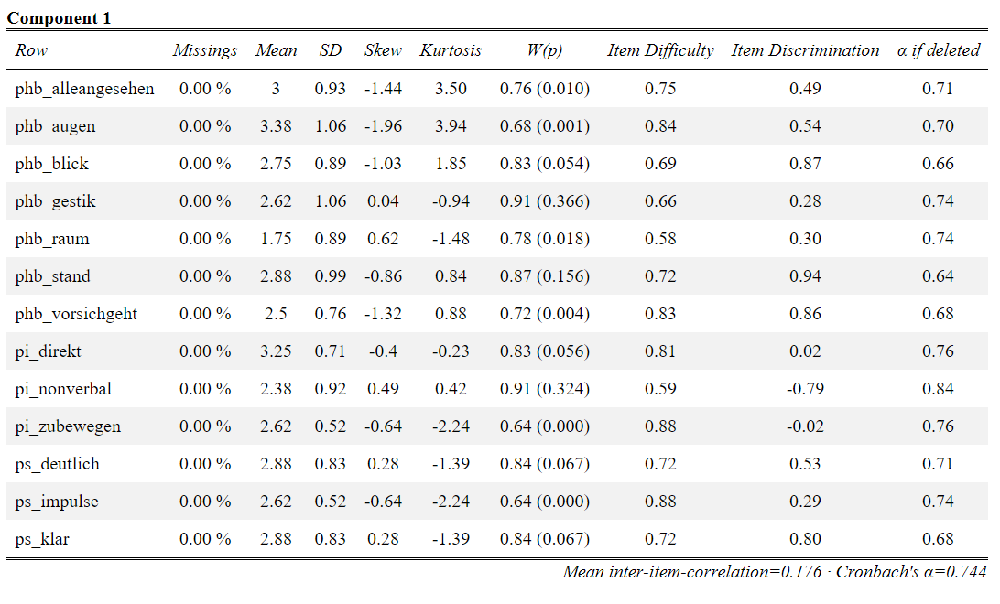 Component 1
Row Missings Mean SD Skew Kurtosis W(p) Item Difficulty Item Discrimination α if deleted
phb_alleangesehen 0.00 % 3 0.93 -1.44 3.50 0.76 (0.010) 0.75 0.49 0.71
phb_augen 0.00 % 3.38 1.06 -1.96 3.94 0.68 (0.001) 0.84 0.54 0.70
phb_blick 0.00 % 2.75 0.89 -1.03 1.85 0.83 (0.054) 0.69 0.87 0.66
phb_gestik 0.00 % 2.62 1.06 0.04 -0.94 0.91 (0.366) 0.66 0.28 0.74
phb_raum 0.00 % 1.75 0.89 0.62 -1.48 0.78 (0.018) 0.58 0.30 0.74
phb_stand 0.00 % 2.88 0.99 -0.86 0.84 0.87 (0.156) 0.72 0.94 0.64
phb_vorsichgeht 0.00 % 2.5 0.76 -1.32 0.88 0.72 (0.004) 0.83 0.86 0.68
pi_direkt 0.00 % 3.25 0.71 -0.4 -0.23 0.83 (0.056) 0.81 0.02 0.76
pi_nonverbal 0.00 % 2.38 0.92 0.49 0.42 0.91 (0.324) 0.59 -0.79 0.84
pi_zubewegen 0.00 % 2.62 0.52 -0.64 -2.24 0.64 (0.000) 0.88 -0.02 0.76
ps_deutlich 0.00 % 2.88 0.83 0.28 -1.39 0.84 (0.067) 0.72 0.53 0.71
ps_impulse 0.00 % 2.62 0.52 -0.64 -2.24 0.64 (0.000) 0.88 0.29 0.74
ps_klar 0.00 % 2.88 0.83 0.28 -1.39 0.84 (0.067) 0.72 0.80 0.68
Mean inter-item-correlation=0.176 · Cronbach's α=0.744